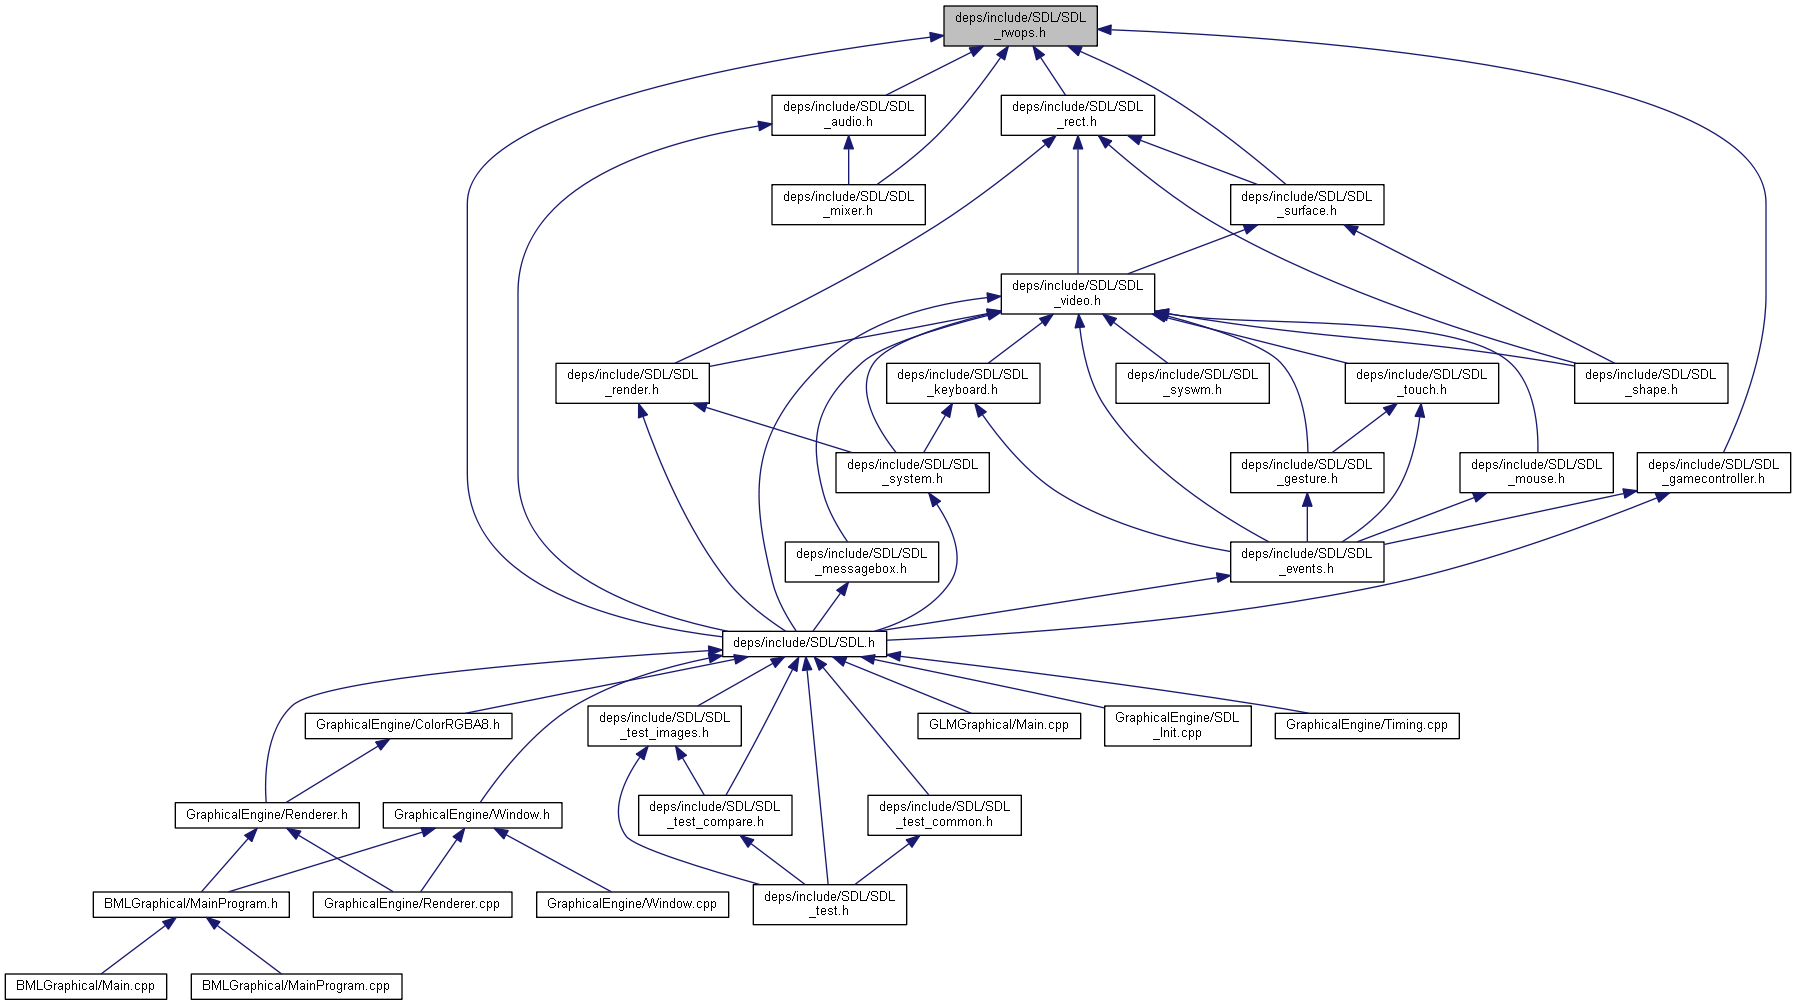 deps/include/SDL/SDL
_rwops.h
deps/include/SDL/SDL
_audio.h
deps/include/SDL/SDL
_rect.h
deps/include/SDL/SDL
_mixer.h
deps/include/SDL/SDL
_surface.h
deps/include/SDL/SDL
_video.h
deps/include/SDL/SDL
_render.h
deps/include/SDL/SDL
_keyboard.h
deps/include/SDL/SDL
_syswm.h
deps/include/SDL/SDL
_touch.h
deps/include/SDL/SDL
_shape.h
deps/include/SDL/SDL
_system.h
deps/include/SDL/SDL
_gesture.h
deps/include/SDL/SDL
_mouse.h
deps/include/SDL/SDL
_gamecontroller.h
deps/include/SDL/SDL
_messagebox.h
deps/include/SDL/SDL
_events.h
deps/include/SDL/SDL.h
GraphicalEngine/ColorRGBA8.h
deps/include/SDL/SDL
_test_images.h
GLMGraphical/Main.cpp
GraphicalEngine/SDL
_Init.cpp
GraphicalEngine/Timing.cpp
GraphicalEngine/Renderer.h
GraphicalEngine/Window.h
deps/include/SDL/SDL
_test_compare.h
deps/include/SDL/SDL
_test_common.h
BMLGraphical/MainProgram.h
GraphicalEngine/Renderer.cpp
GraphicalEngine/Window.cpp
deps/include/SDL/SDL
_test.h
BMLGraphical/Main.cpp
BMLGraphical/MainProgram.cpp